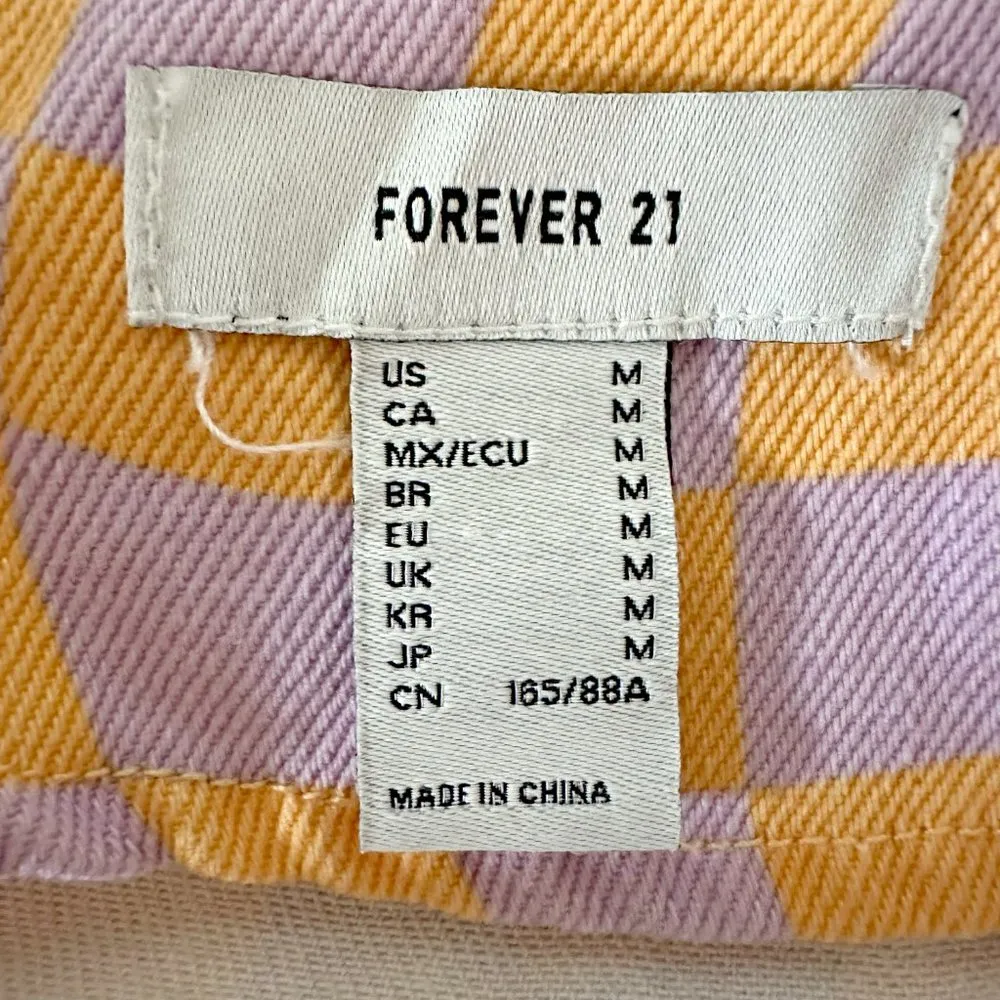 FOREVER 21
US M
CA M
MX/ECU M
BR M
EU M
UK M
KR M
JP M
CN 165/88A
MADE IN CHINA